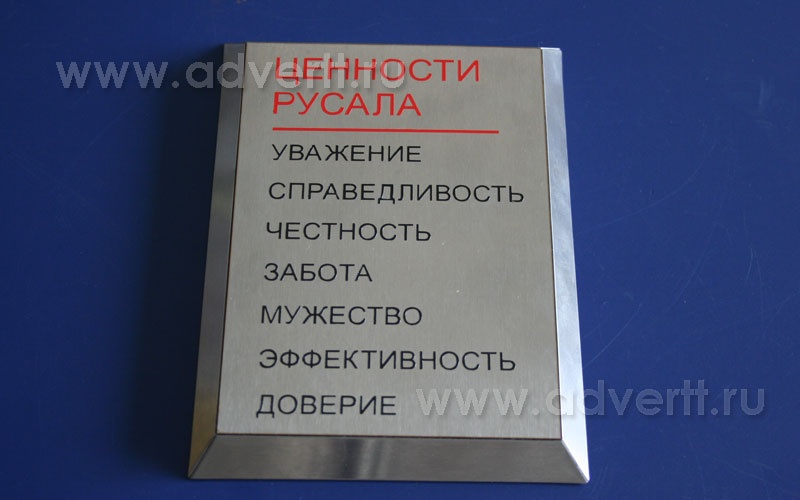 www.advertt.ru
ЦЕННОСТИ
РУСАЛА
УВАЖЕНИЕ
СПРАВЕДЛИВОСТЬ
ЧЕСТНОСТЬ
ЗАБОТА
МУЖЕСТВО
ЭФФЕКТИВНОСТЬ
ДОВЕРИЕ
www.advertt.ru